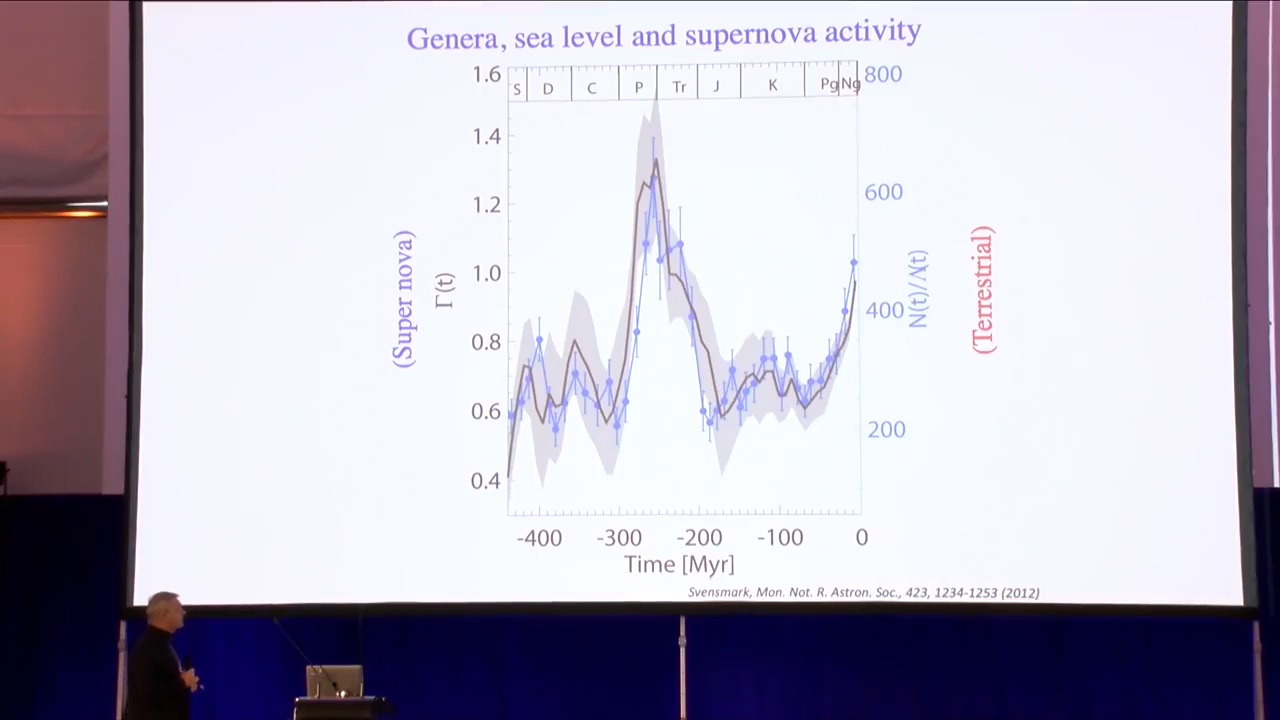 Genera, sea level and supernova activity
S D C P Tr J K Pg Ng
1.6
1.4
1.2
1.0
0.8
0.6
0.4
(Super nova)
Γ(t)
800
600
400
200
N(t)/Λ(t)
(Terrestrial)
-400 -300 -200 -100 0
Time [Myr]
Svensmark, Mon. Not. R. Astron. Soc., 423, 1234-1253 (2012)